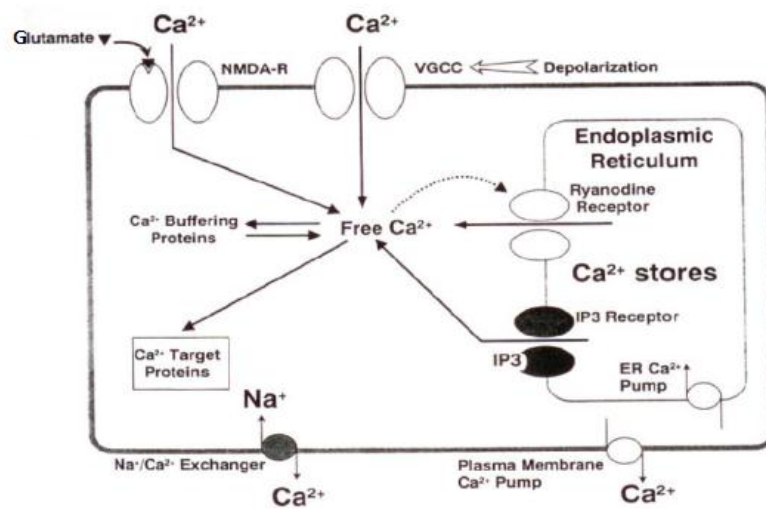 Ca²⁺
Ca²⁺
Glutamate
NMDA-R
VGCC
Depolarization
Endoplasmic
Reticulum
Ryanodine
Receptor
Ca²⁺ Buffering
Proteins
Free Ca²⁺
Ca²⁺ stores
IP3 Receptor
IP3
Ca²⁺ Target
Proteins
ER Ca²⁺
Pump
Na⁺
Na⁺/Ca²⁺ Exchanger
Ca²⁺
Plasma Membrane
Ca²⁺ Pump
Ca²⁺